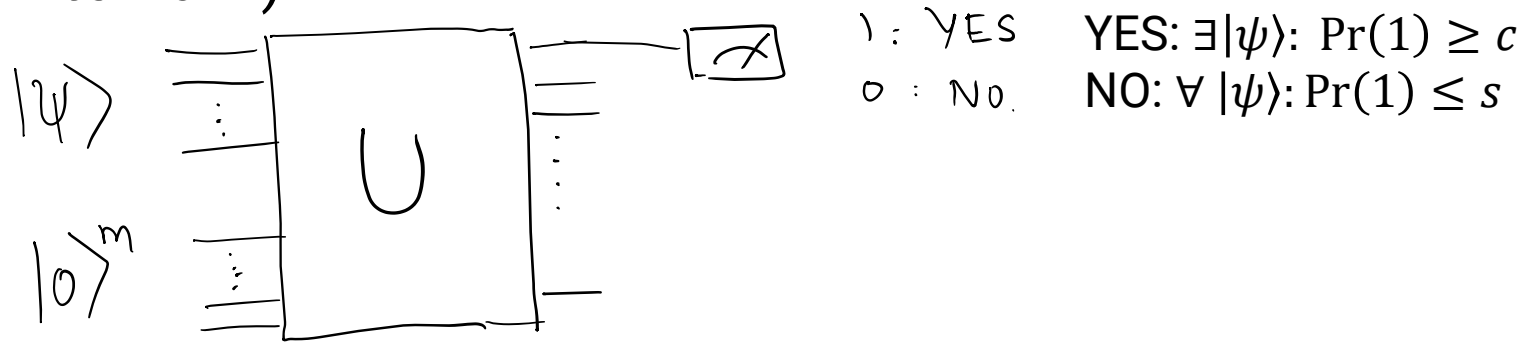 |ψ⟩
|0⟩^m
U
1 : YES
0 : NO.
YES: ∃|ψ⟩: Pr(1) ≥ c
NO: ∀ |ψ⟩: Pr(1) ≤ s